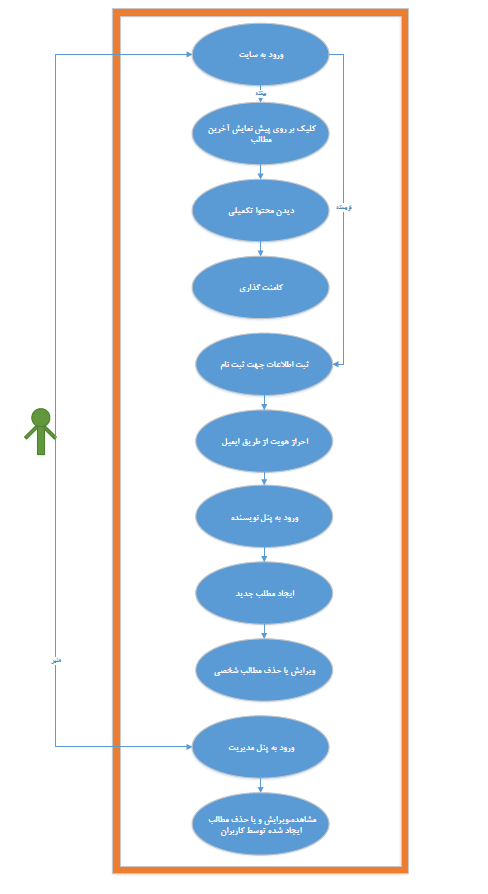 ورود به سایت
بیننده
کلیک بر روی پیش نمایش آخرین
مطالب
دیدن محتوا تکمیلی
نویسنده
کامنت گذاری
ثبت اطلاعات جهت ثبت نام
احراز هویت از طریق ایمیل
ورود به پنل نویسنده
ایجاد مطلب جدید
مدیر
ویرایش یا حذف مطالب شخصی
ورود به پنل مدیریت
مشاهده،ویرایش و یا حذف مطالب
ایجاد شده توسط کاربران